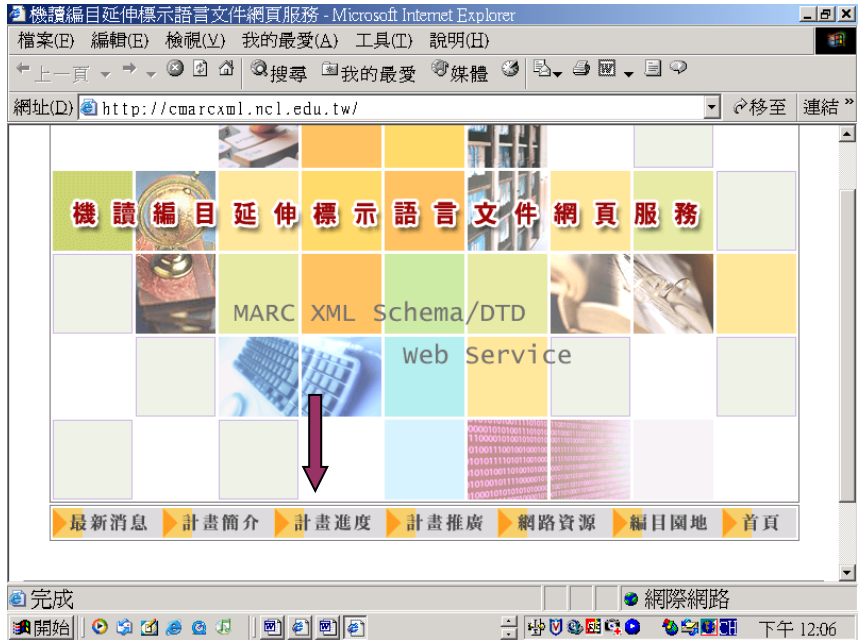 機讀編目延伸標示語言文件網頁服務 - Microsoft Internet Explorer
檔案(F) 編輯(E) 檢視(V) 我的最愛(A) 工具(T) 說明(H)
上一頁 搜尋 我的最愛 媒體
網址(D) http://cmarcxml.ncl.edu.tw/ 移至 連結 »
機讀編目延伸標示語言文件網頁服務
MARC XML Schema/DTD
Web Service
最新消息 計畫簡介 計畫進度 計畫推廣 網路資源 編目園地 首頁
完成 網際網路
開始 下午 12:06